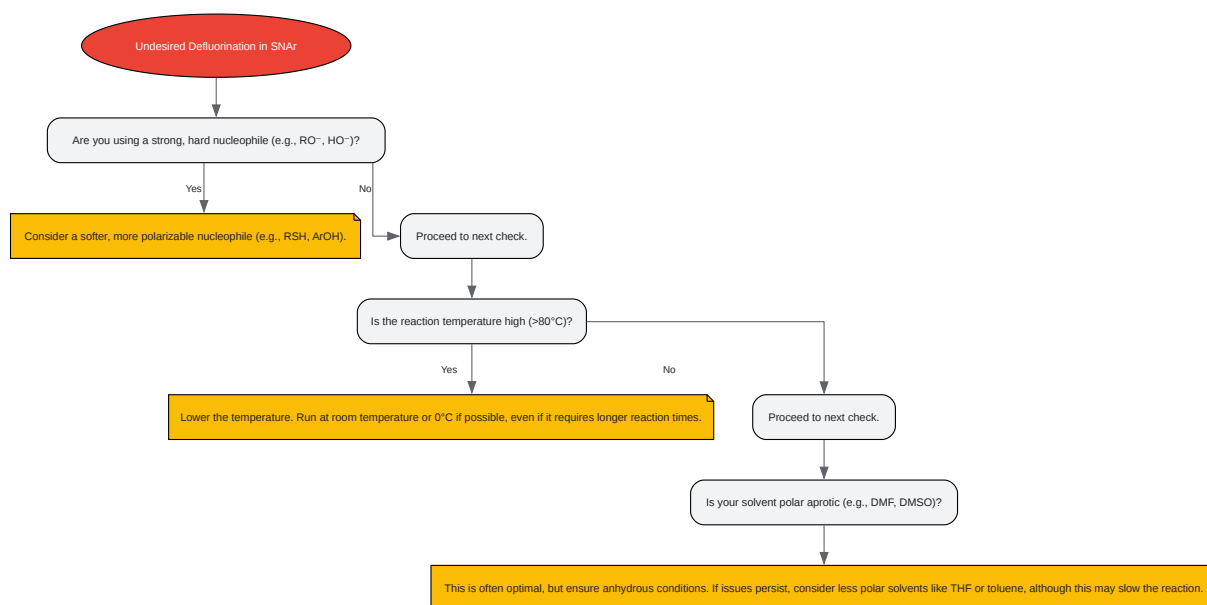 Undesired Defluorination in SNAr
Are you using a strong, hard nucleophile (e.g., RO⁻, HO⁻)?
Yes
No
Consider a softer, more polarizable nucleophile (e.g., RSH, ArOH).
Proceed to next check.
Is the reaction temperature high (>80°C)?
Yes
No
Lower the temperature. Run at room temperature or 0°C if possible, even if it requires longer reaction times.
Proceed to next check.
Is your solvent polar aprotic (e.g., DMF, DMSO)?
This is often optimal, but ensure anhydrous conditions. If issues persist, consider less polar solvents like THF or toluene, although this may slow the reaction.